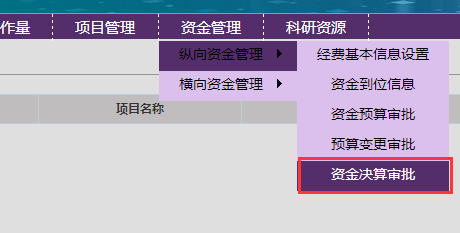 作量 项目管理 资金管理 科研资源
纵向资金管理 经费基本信息设置
横向资金管理 资金到位信息
项目名称 资金预算审批
预算变更审批
资金决算审批